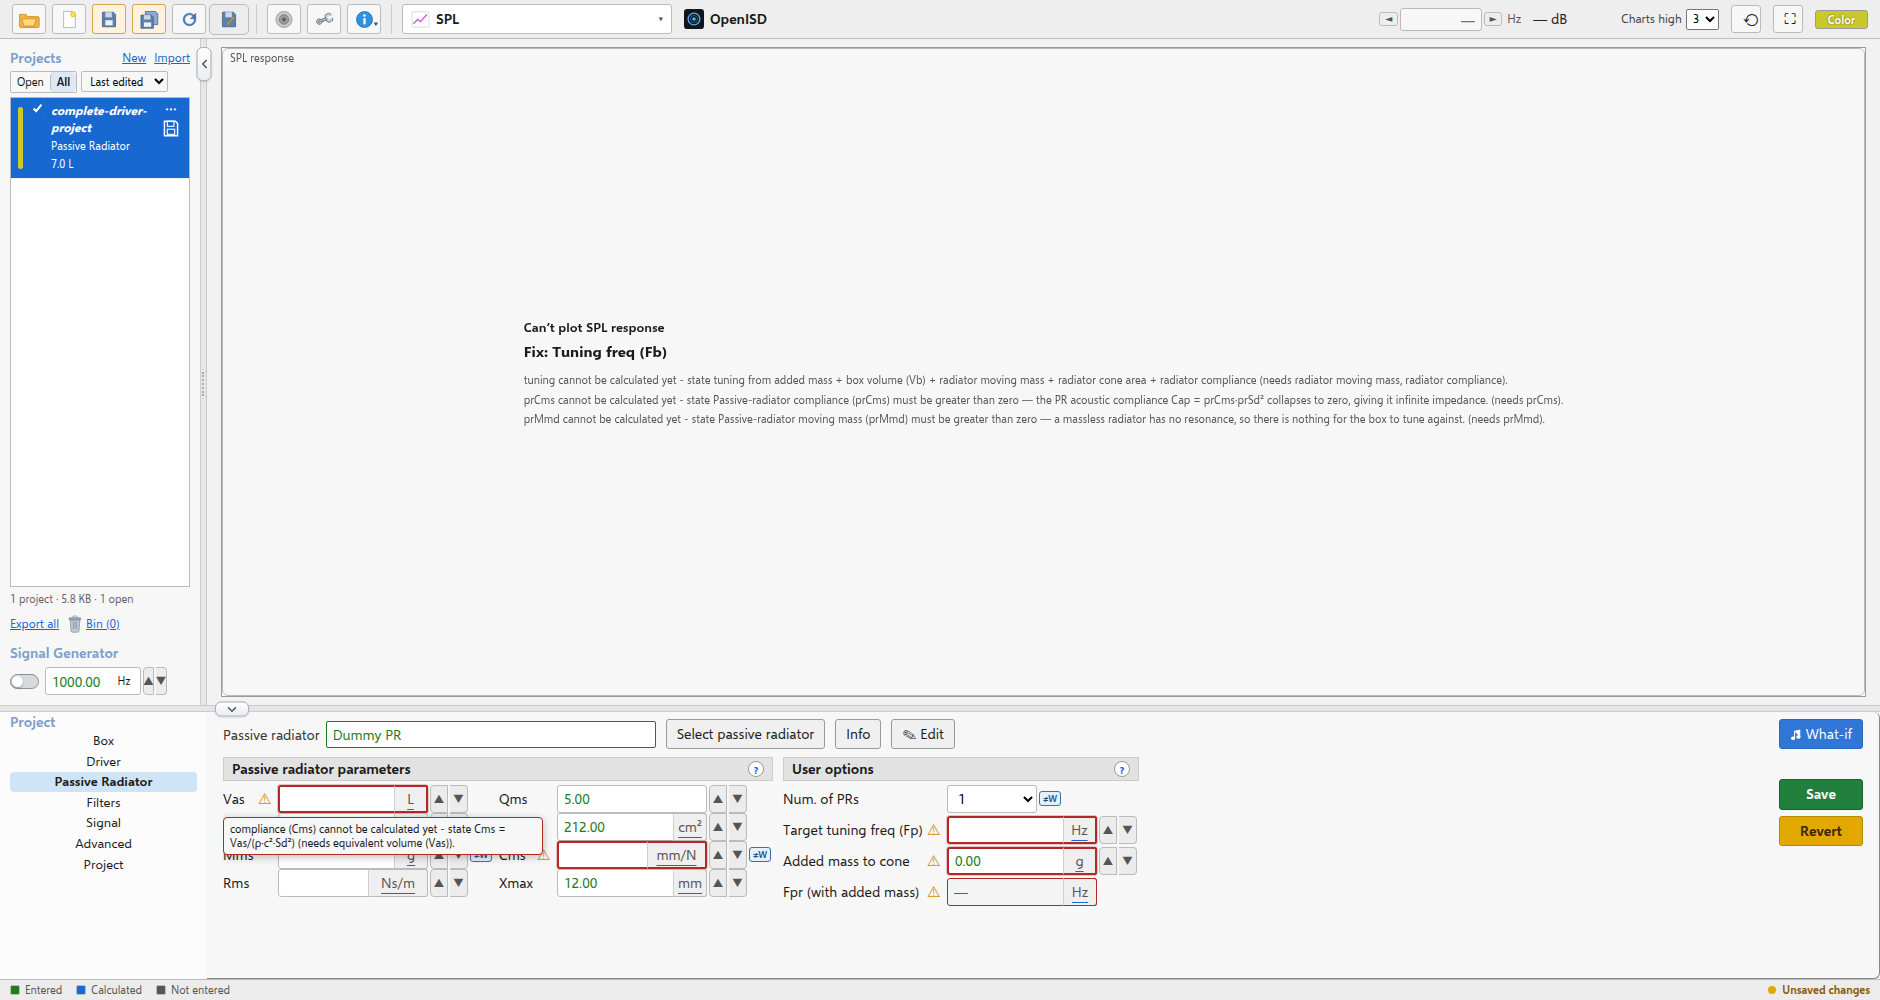 SPL
OpenISD
—
Hz
— dB
Charts high
3
Color
Projects
New
Import
Open
All
Last edited
complete-driver-
project
Passive Radiator
7.0 L
1 project · 5.8 KB · 1 open
Export all
Bin (0)
Signal Generator
1000.00
Hz
SPL response
Can't plot SPL response
Fix: Tuning freq (Fb)
tuning cannot be calculated yet - state tuning from added mass + box volume (Vb) + radiator moving mass + radiator cone area + radiator compliance (needs radiator moving mass, radiator compliance).
prCms cannot be calculated yet - state Passive-radiator compliance (prCms) must be greater than zero — the PR acoustic compliance Cap = prCms·prSd² collapses to zero, giving it infinite impedance. (needs prCms).
prMmd cannot be calculated yet - state Passive-radiator moving mass (prMmd) must be greater than zero — a massless radiator has no resonance, so there is nothing for the box to tune against. (needs prMmd).
Project
Box
Driver
Passive Radiator
Filters
Signal
Advanced
Project
Passive radiator
Dummy PR
Select passive radiator
Info
✎ Edit
What-if
Passive radiator parameters
?
Vas
L
Qms
5.00
212.00
cm²
compliance (Cms) cannot be calculated yet - state Cms =
Vas/(ρ·c²·Sd²) (needs equivalent volume (Vas)).
Mms
g
≠W
Cms
mm/N
≠W
Rms
Ns/m
Xmax
12.00
mm
User options
?
Num. of PRs
1
≠W
Target tuning freq (Fp)
Hz
Added mass to cone
0.00
g
Fpr (with added mass)
—
Hz
Save
Revert
Entered
Calculated
Not entered
Unsaved changes